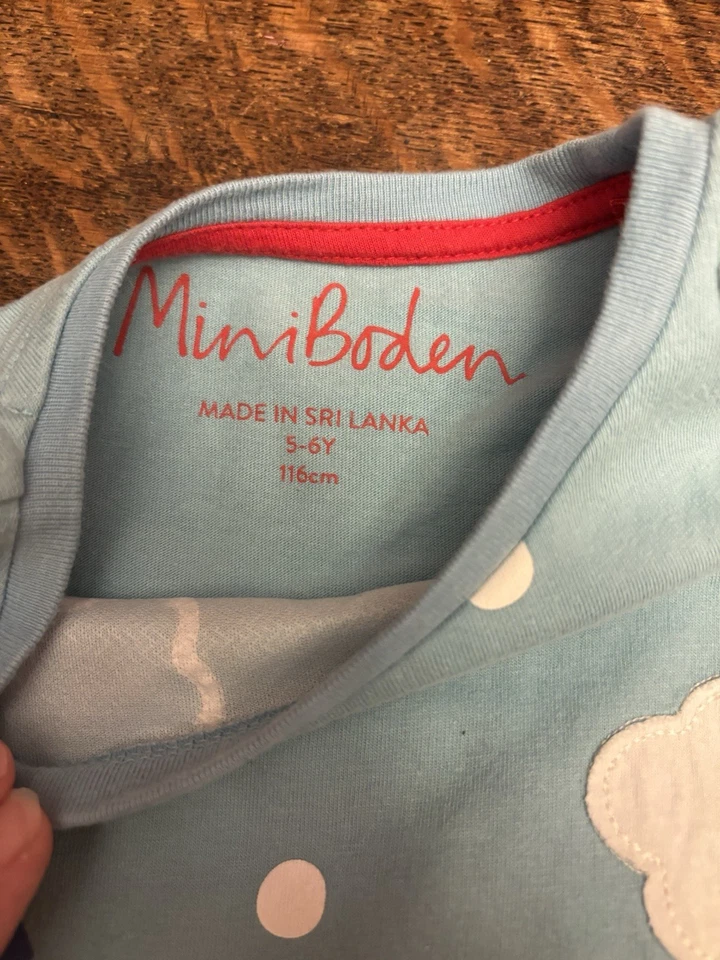 MiniBoden
MADE IN SRI LANKA
5-6Y
116cm